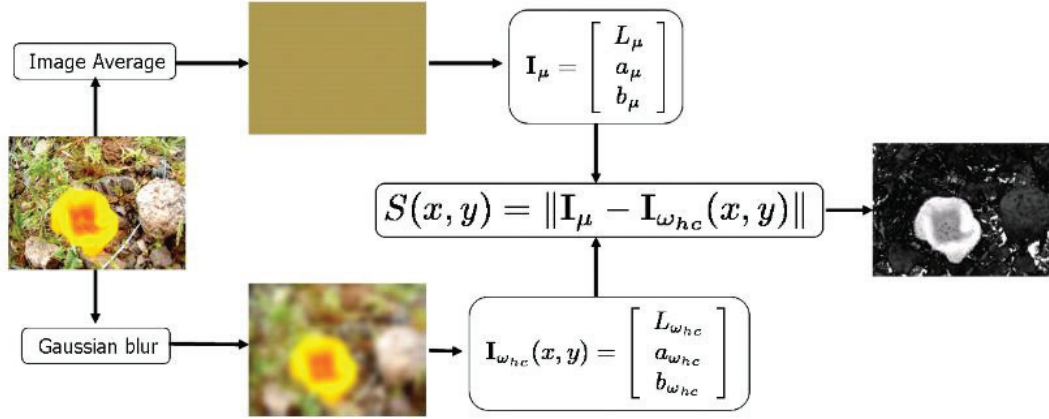 Image Average
I_μ = [ L_μ
a_μ
b_μ ]
S(x, y) = ‖I_μ − I_ω_hc(x, y)‖
Gaussian blur
I_ω_hc(x, y) = [ L_ω_hc
a_ω_hc
b_ω_hc ]